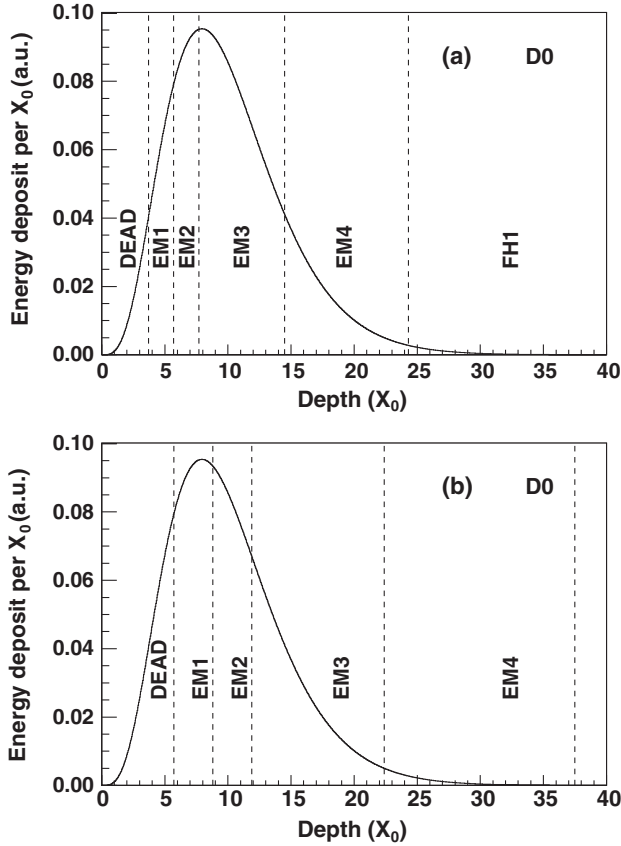 Energy deposit per X0 (a.u.)
0.10
0.08
0.06
0.04
0.02
0.00
(a) D0
DEAD
EM1
EM2
EM3
EM4
FH1
0 5 10 15 20 25 30 35 40
Depth (X0)
Energy deposit per X0 (a.u.)
0.10
0.08
0.06
0.04
0.02
0.00
(b) D0
DEAD
EM1
EM2
EM3
EM4
0 5 10 15 20 25 30 35 40
Depth (X0)